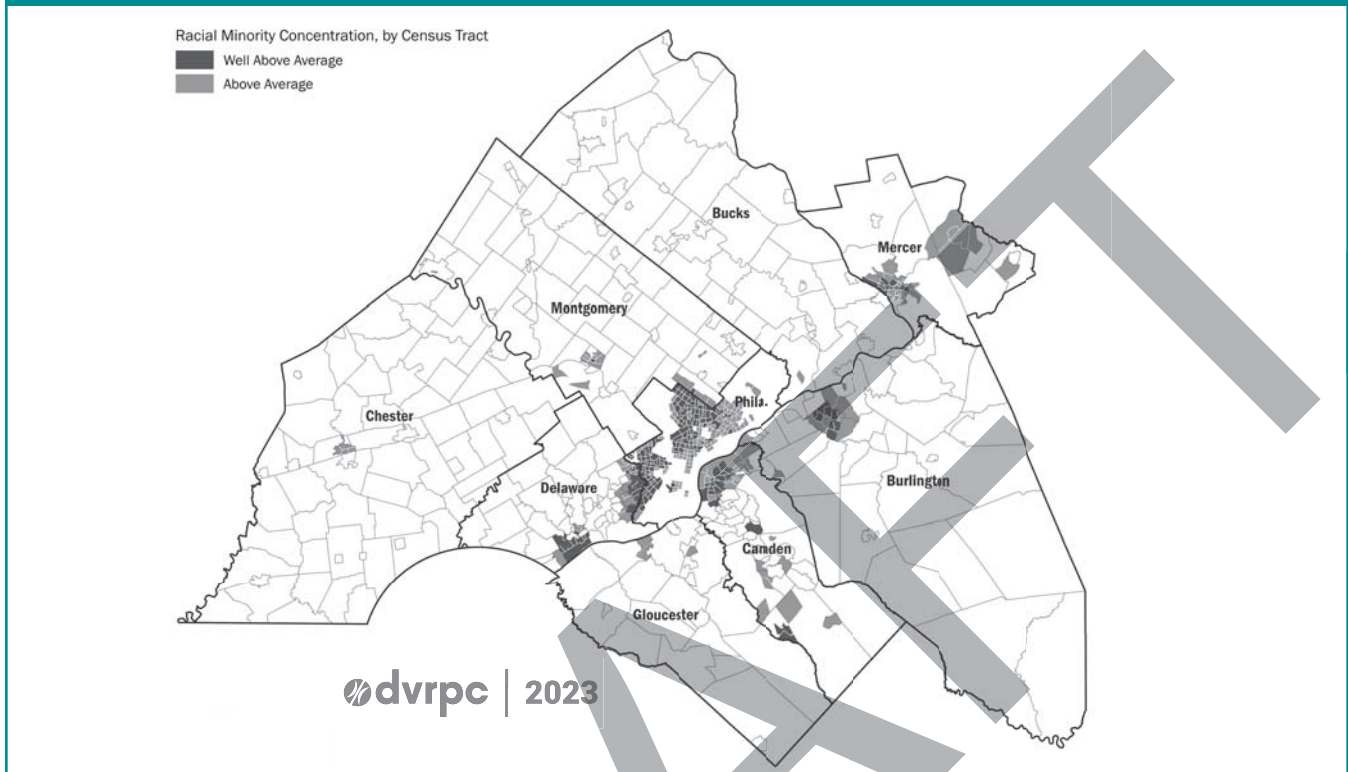 Racial Minority Concentration, by Census Tract
Well Above Average
Above Average
Bucks
Mercer
Montgomery
Chester
Phila.
Delaware
Burlington
Camden
Gloucester
dvrpc | 2023